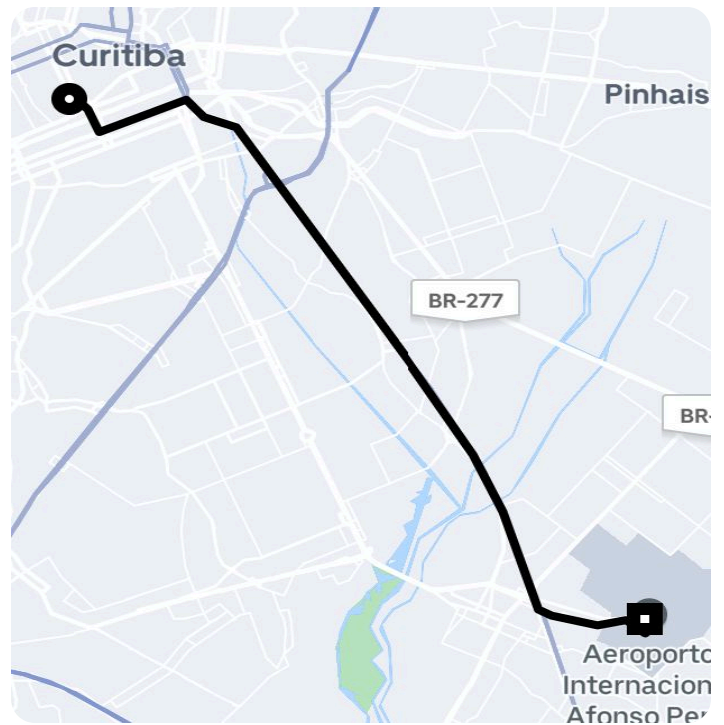 Curitiba
Pinhais
BR-277
BR-
Aeroporto
Internacion
Afonso Pe